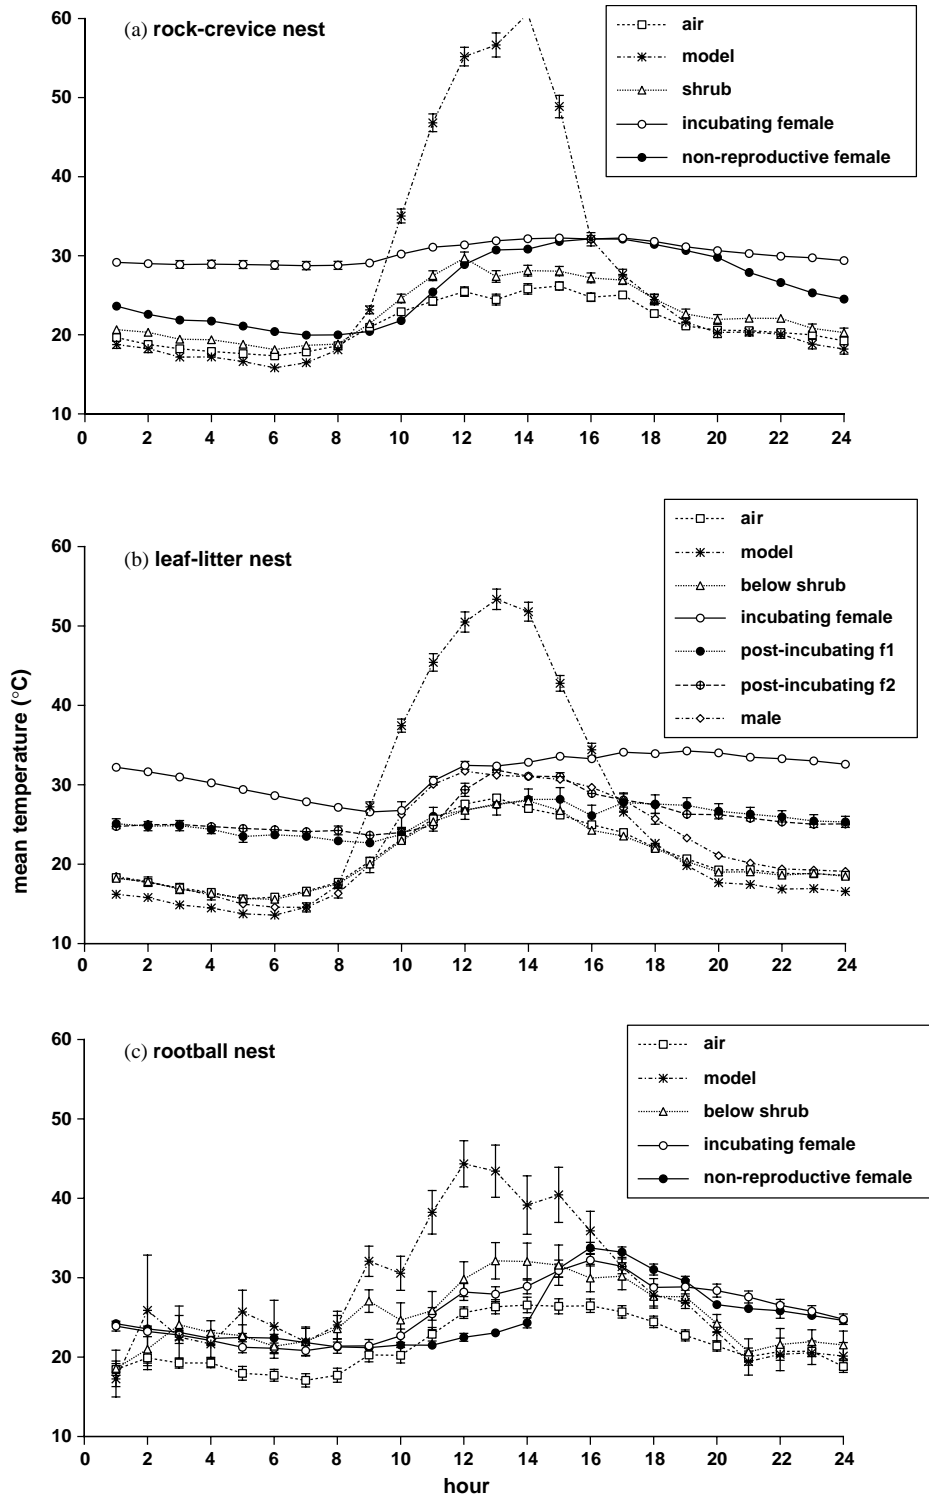 (a) rock-crevice nest
air
model
shrub
incubating female
non-reproductive female
60
50
40
30
20
10
0 2 4 6 8 10 12 14 16 18 20 22 24
(b) leaf-litter nest
air
model
below shrub
incubating female
post-incubating f1
post-incubating f2
male
mean temperature (°C)
60
50
40
30
20
10
0 2 4 6 8 10 12 14 16 18 20 22 24
(c) rootball nest
air
model
below shrub
incubating female
non-reproductive female
60
50
40
30
20
10
0 2 4 6 8 10 12 14 16 18 20 22 24
hour